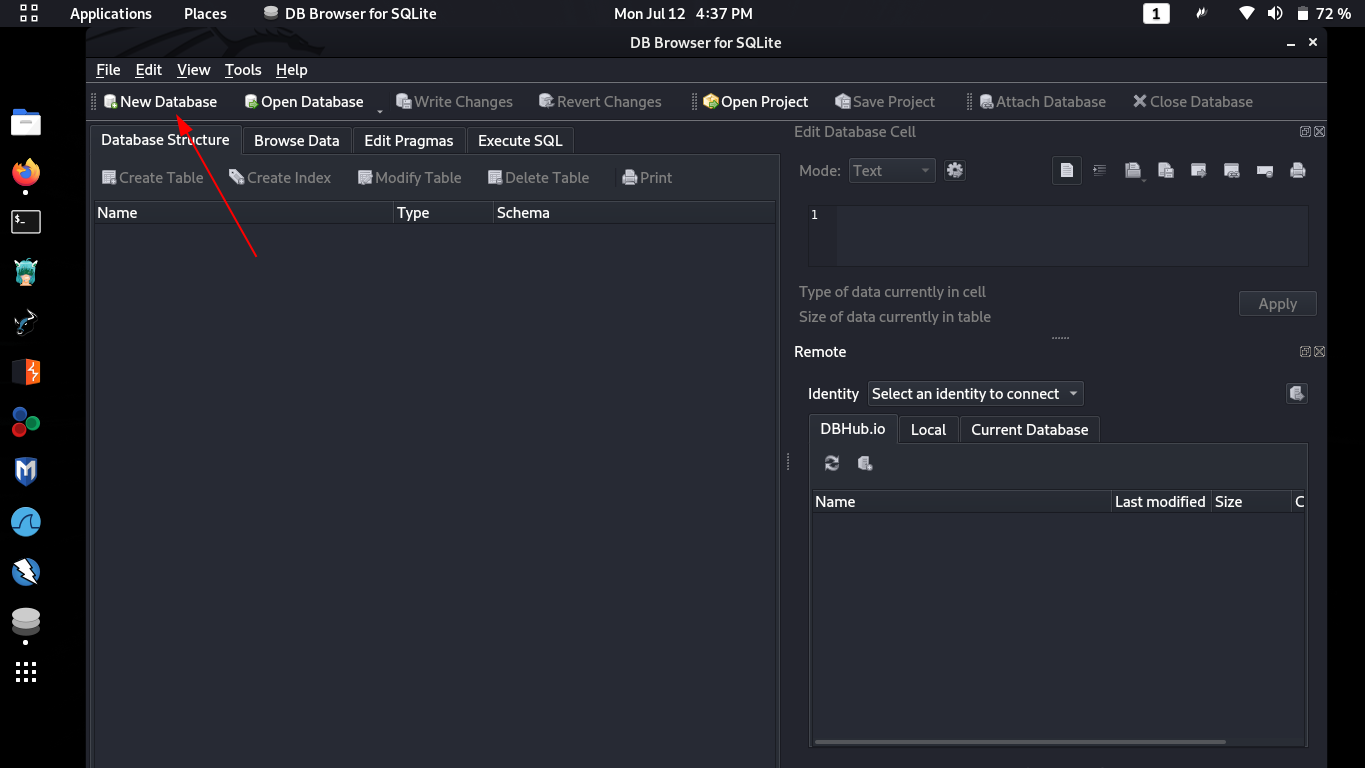 Applications Places DB Browser for SQLite Mon Jul 12 4:37 PM 1 72 %
DB Browser for SQLite
File Edit View Tools Help
New Database Open Database Write Changes Revert Changes Open Project Save Project Attach Database Close Database
Database Structure Browse Data Edit Pragmas Execute SQL
Create Table Create Index Modify Table Delete Table Print
Name Type Schema
Edit Database Cell
Mode: Text
1
Type of data currently in cell
Size of data currently in table
Apply
Remote
Identity Select an identity to connect
DBHub.io Local Current Database
Name Last modified Size C
$-